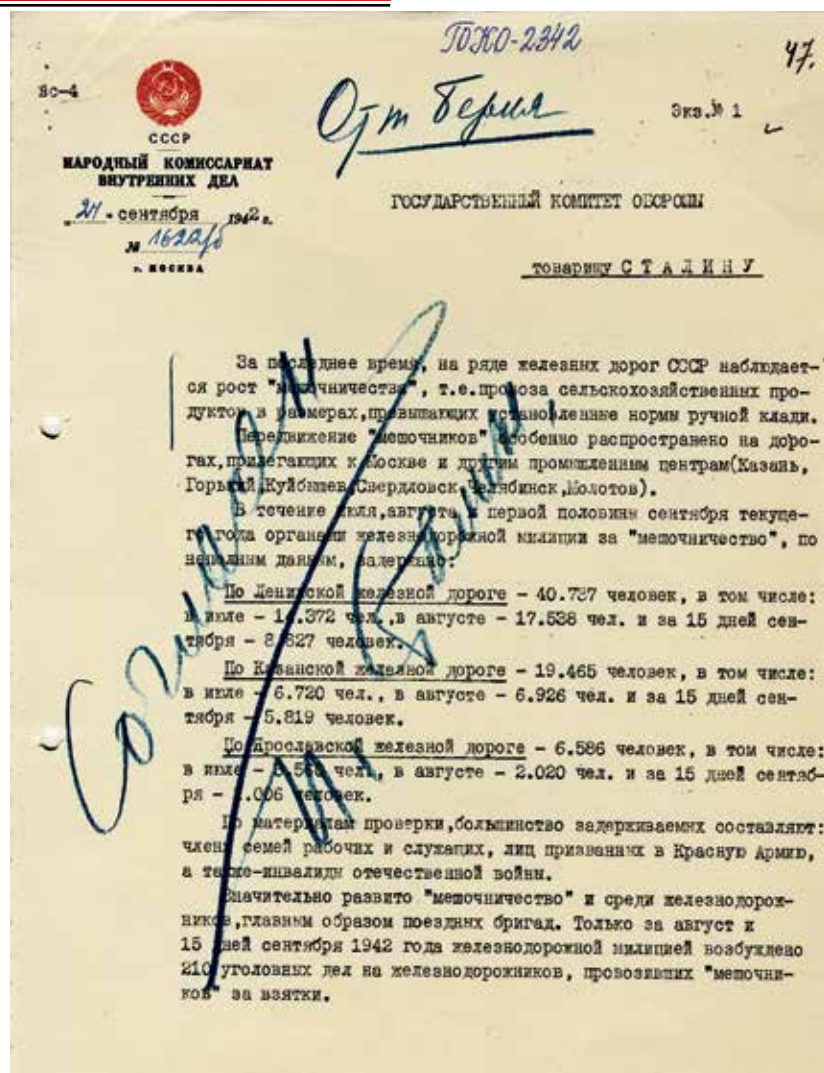 ГОКО-2342
47.
Экз.№ 1
От т Берия
СССР
НАРОДНЫЙ КОМИССАРИАТ
ВНУТРЕННИХ ДЕЛ
сентября 1942 г.
№ 1622/б
г. МОСКВА
ГОСУДАРСТВЕННЫЙ КОМИТЕТ ОБОРОНЫ
товарищу С Т А Л И Н У
За последнее время, на ряде железных дорог СССР наблюдает-
ся рост "мешочничества", т.е.провоза сельскохозяйственных про-
дуктов в размерах,превышающих установленные нормы ручной клади.
Передвижение "мешочников" особенно распространено на доро-
гах,прилегающих к Москве и другим промышленным центрам(Казань,
Горький,Куйбышев,Свердловск,Челябинск,Молотов).
В течение июля,августа и первой половины сентября текуще-
го года органами железнодорожной милиции за "мешочничество", по
неполным данным, задержано:
По Ленинской железной дороге - 40.737 человек, в том числе:
в июле - 14.372 чел.,в августе - 17.538 чел. и за 15 дней сен-
тября - 8.827 человек.
По Казанской железной дороге - 19.465 человек, в том числе:
в июле - 6.720 чел., в августе - 6.926 чел. и за 15 дней сен-
тября - 5.819 человек.
По Ярославской железной дороге - 6.586 человек, в том числе:
в июле - 3.560 чел., в августе - 2.020 чел. и за 15 дней сентяб-
ря - 1.006 человек.
По материалам проверки,большинство задерживаемых составляют:
члены семей рабочих и служащих, лиц призванных в Красную Армию,
а также-инвалиды отечественной войны.
Значительно развито "мешочничество" и среди железнодорож-
ников,главным образом поездных бригад. Только за август и
15 дней сентября 1942 года железнодорожной милицией возбуждено
210 уголовных дел на железнодорожников, провозивших "мешочни-
ков" за взятки.
Согласен
И. Сталин